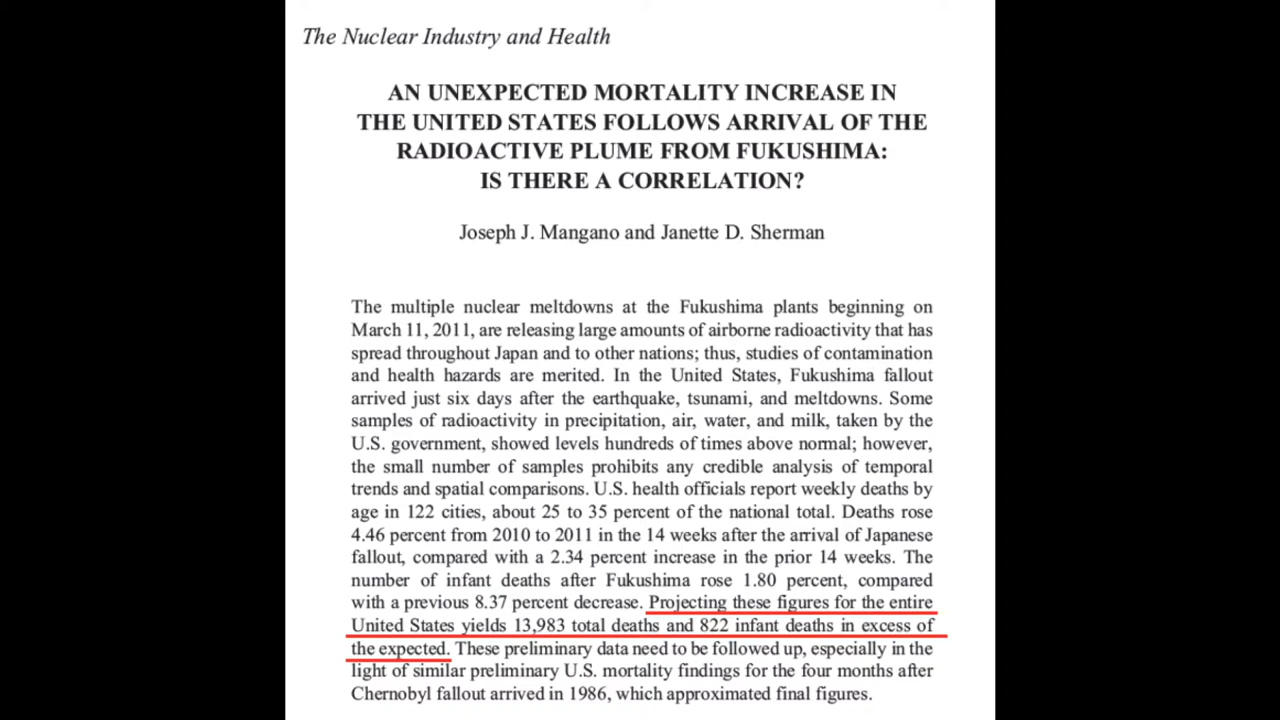 The Nuclear Industry and Health
AN UNEXPECTED MORTALITY INCREASE IN
THE UNITED STATES FOLLOWS ARRIVAL OF THE
RADIOACTIVE PLUME FROM FUKUSHIMA:
IS THERE A CORRELATION?
Joseph J. Mangano and Janette D. Sherman
The multiple nuclear meltdowns at the Fukushima plants beginning on
March 11, 2011, are releasing large amounts of airborne radioactivity that has
spread throughout Japan and to other nations; thus, studies of contamination
and health hazards are merited. In the United States, Fukushima fallout
arrived just six days after the earthquake, tsunami, and meltdowns. Some
samples of radioactivity in precipitation, air, water, and milk, taken by the
U.S. government, showed levels hundreds of times above normal; however,
the small number of samples prohibits any credible analysis of temporal
trends and spatial comparisons. U.S. health officials report weekly deaths by
age in 122 cities, about 25 to 35 percent of the national total. Deaths rose
4.46 percent from 2010 to 2011 in the 14 weeks after the arrival of Japanese
fallout, compared with a 2.34 percent increase in the prior 14 weeks. The
number of infant deaths after Fukushima rose 1.80 percent, compared
with a previous 8.37 percent decrease. Projecting these figures for the entire
United States yields 13,983 total deaths and 822 infant deaths in excess of
the expected. These preliminary data need to be followed up, especially in the
light of similar preliminary U.S. mortality findings for the four months after
Chernobyl fallout arrived in 1986, which approximated final figures.